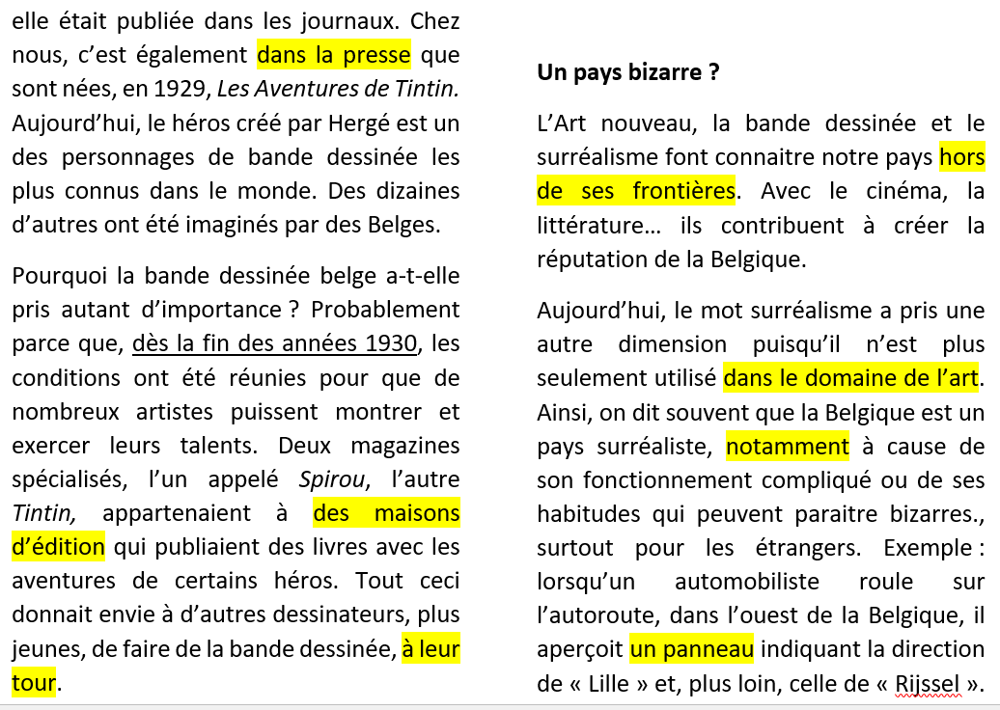 elle était publiée dans les journaux. Chez
nous, c’est également dans la presse que
sont nées, en 1929, Les Aventures de Tintin.
Aujourd’hui, le héros créé par Hergé est un
des personnages de bande dessinée les
plus connus dans le monde. Des dizaines
d’autres ont été imaginés par des Belges.
Pourquoi la bande dessinée belge a-t-elle
pris autant d’importance ? Probablement
parce que, dès la fin des années 1930, les
conditions ont été réunies pour que de
nombreux artistes puissent montrer et
exercer leurs talents. Deux magazines
spécialisés, l’un appelé Spirou, l’autre
Tintin, appartenaient à des maisons
d’édition qui publiaient des livres avec les
aventures de certains héros. Tout ceci
donnait envie à d’autres dessinateurs, plus
jeunes, de faire de la bande dessinée, à leur
tour.
Un pays bizarre ?
L’Art nouveau, la bande dessinée et le
surréalisme font connaitre notre pays hors
de ses frontières. Avec le cinéma, la
littérature… ils contribuent à créer la
réputation de la Belgique.
Aujourd’hui, le mot surréalisme a pris une
autre dimension puisqu’il n’est plus
seulement utilisé dans le domaine de l’art.
Ainsi, on dit souvent que la Belgique est un
pays surréaliste, notamment à cause de
son fonctionnement compliqué ou de ses
habitudes qui peuvent paraitre bizarres.,
surtout pour les étrangers. Exemple :
lorsqu’un automobiliste roule sur
l’autoroute, dans l’ouest de la Belgique, il
aperçoit un panneau indiquant la direction
de « Lille » et, plus loin, celle de « Rijssel ».